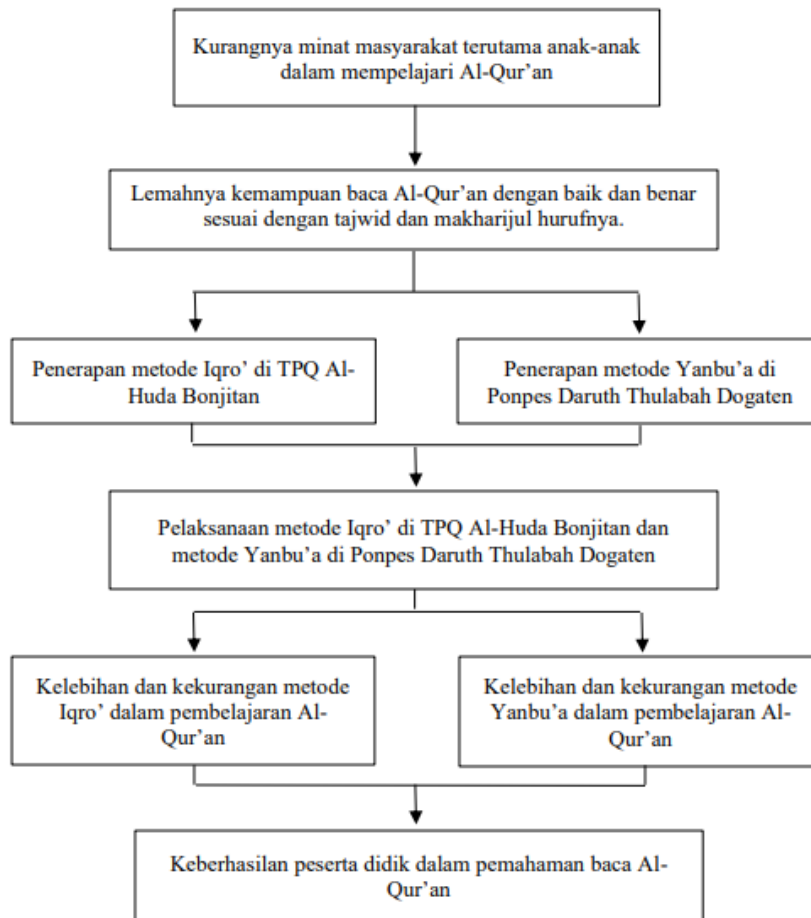 Kurangnya minat masyarakat terutama anak-anak
dalam mempelajari Al-Qur’an
Lemahnya kemampuan baca Al-Qur’an dengan baik dan benar
sesuai dengan tajwid dan makharijul hurufnya.
Penerapan metode Iqro’ di TPQ Al-
Huda Bonjitan
Penerapan metode Yanbu’a di
Ponpes Daruth Thulabah Dogaten
Pelaksanaan metode Iqro’ di TPQ Al-Huda Bonjitan dan
metode Yanbu’a di Ponpes Daruth Thulabah Dogaten
Kelebihan dan kekurangan metode
Iqro’ dalam pembelajaran Al-
Qur’an
Kelebihan dan kekurangan metode
Yanbu’a dalam pembelajaran Al-
Qur’an
Keberhasilan peserta didik dalam pemahaman baca Al-
Qur’an